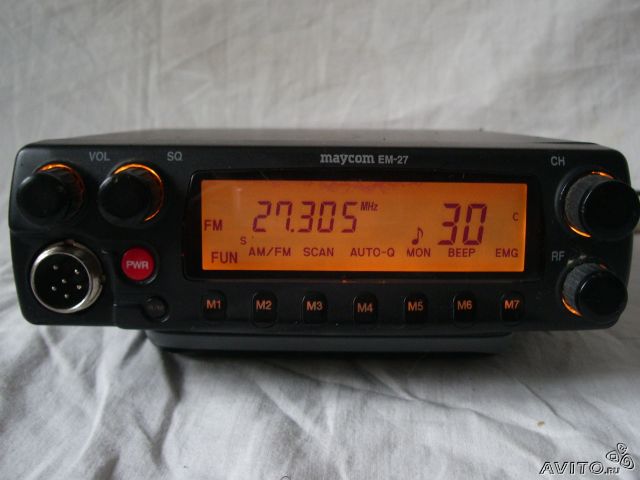 VOL SQ maycom EM-27 CH
FM 27.305 MHz 30 C
S
FUN AM/FM SCAN AUTO-Q MON BEEP EMG
RF
PWR
M1 M2 M3 M4 M5 M6 M7
AVITO.RU